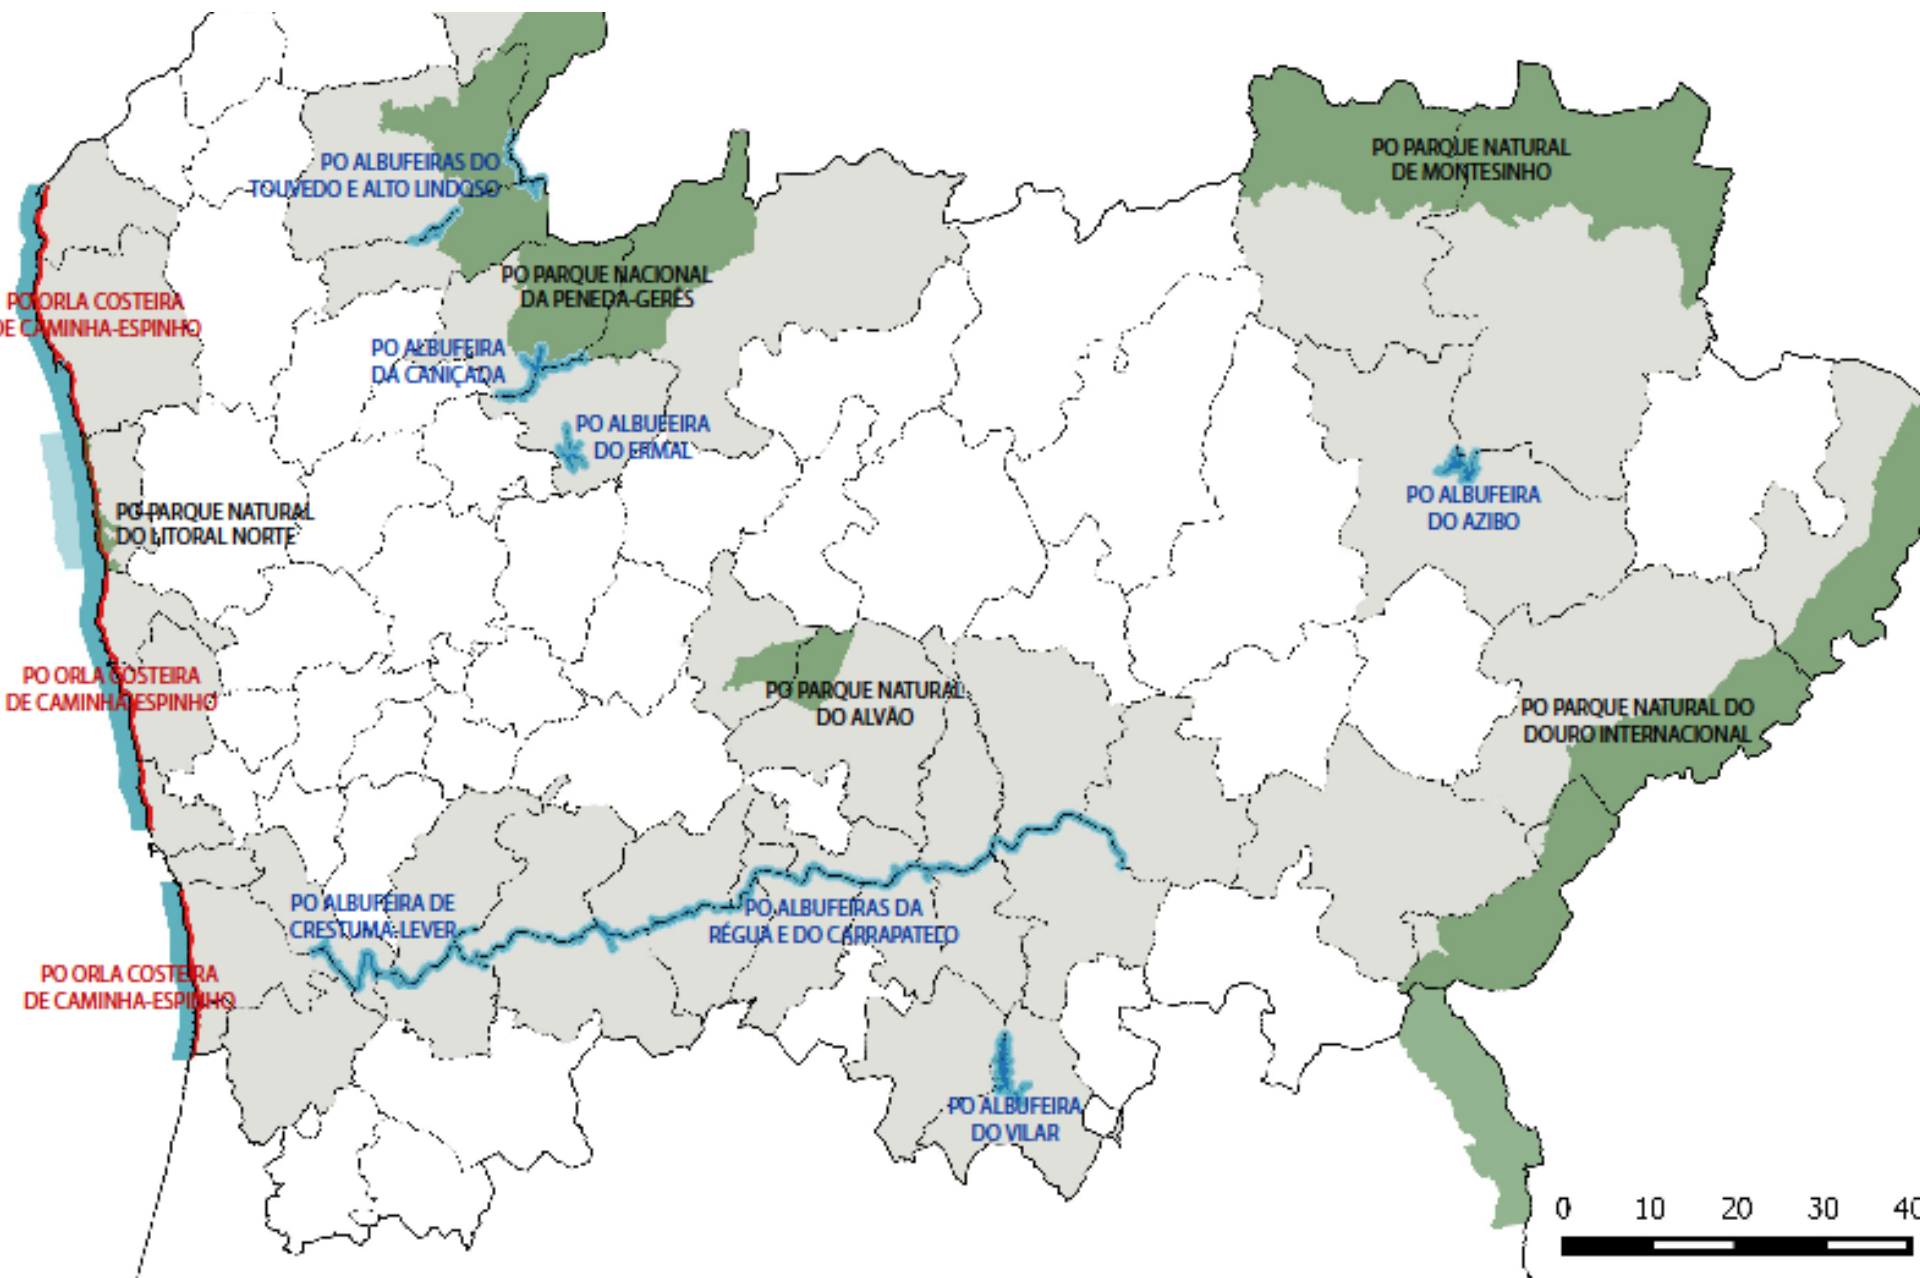 PO PARQUE NATURAL
DE MONTESINHO
PO ALBUFEIRAS DO
TOUVEDO E ALTO LINDOSO
PO PARQUE NACIONAL
DA PENEDA-GERÊS
PO ORLA COSTEIRA
DE CAMINHA-ESPINHO
PO ALBUFEIRA
DA CANIÇADA
PO ALBUFEIRA
DO ERMAL
PO ALBUFEIRA
DO AZIBO
PO PARQUE NATURAL
DO LITORAL NORTE
PO ORLA COSTEIRA
DE CAMINHA-ESPINHO
PO PARQUE NATURAL
DO ALVÃO
PO PARQUE NATURAL DO
DOURO INTERNACIONAL
PO ALBUFEIRA DE
CRESTUMA-LEVER
PO ALBUFEIRAS DA
RÉGUA E DO CARRAPATELO
PO ORLA COSTEIRA
DE CAMINHA-ESPINHO
PO ALBUFEIRA
DO VILAR
0 10 20 30 40